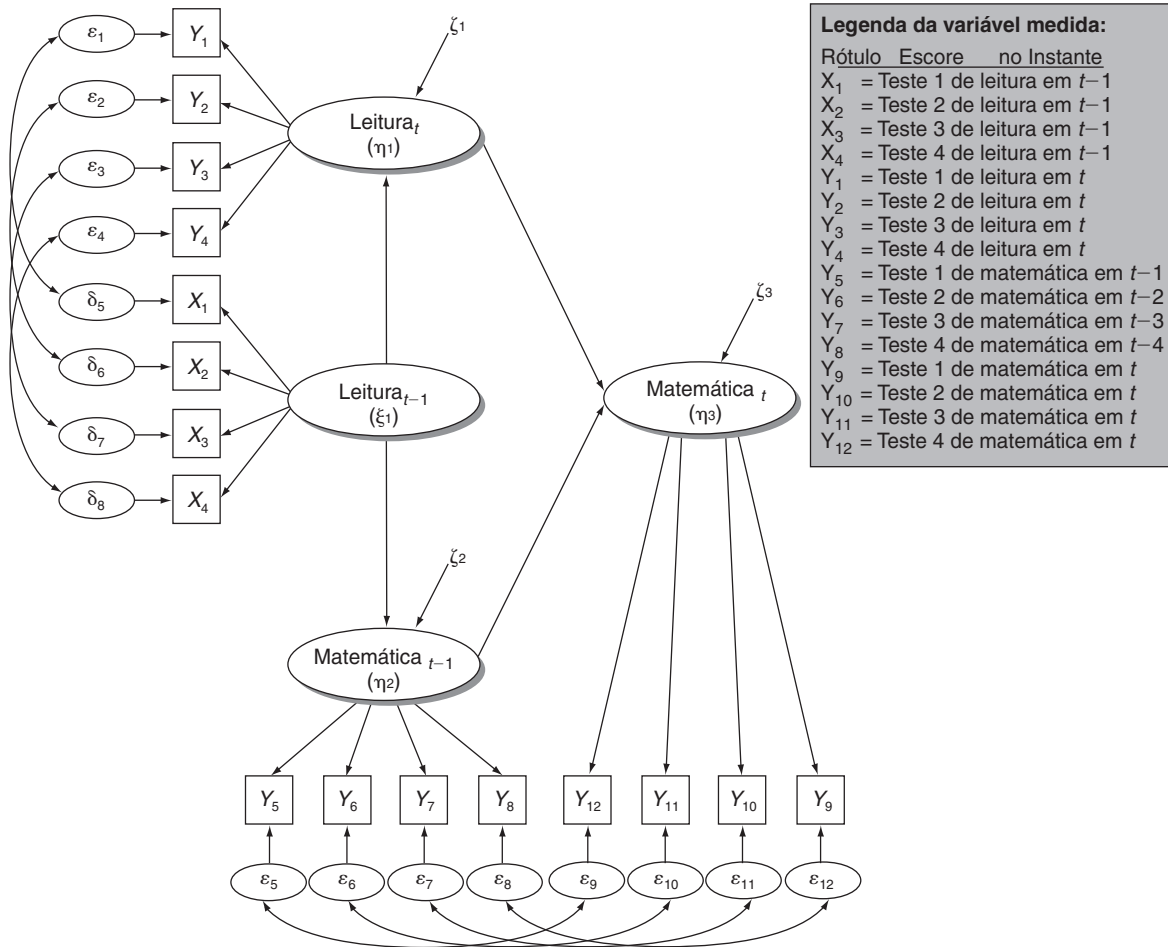 ε1
Y1
ε2
Y2
ε3
Y3
ε4
Y4
δ5
X1
δ6
X2
δ7
X3
δ8
X4
ζ1
Leitura t
(η1)
Leitura t–1
(ξ1)
ζ2
Matemática t–1
(η2)
ζ3
Matemática t
(η3)
Y5 Y6 Y7 Y8 Y12 Y11 Y10 Y9
ε5 ε6 ε7 ε8 ε9 ε10 ε11 ε12
Legenda da variável medida:
Rótulo Escore no Instante
X1 = Teste 1 de leitura em t–1
X2 = Teste 2 de leitura em t–1
X3 = Teste 3 de leitura em t–1
X4 = Teste 4 de leitura em t–1
Y1 = Teste 1 de leitura em t
Y2 = Teste 2 de leitura em t
Y3 = Teste 3 de leitura em t
Y4 = Teste 4 de leitura em t
Y5 = Teste 1 de matemática em t–1
Y6 = Teste 2 de matemática em t–2
Y7 = Teste 3 de matemática em t–3
Y8 = Teste 4 de matemática em t–4
Y9 = Teste 1 de matemática em t
Y10 = Teste 2 de matemática em t
Y11 = Teste 3 de matemática em t
Y12 = Teste 4 de matemática em t